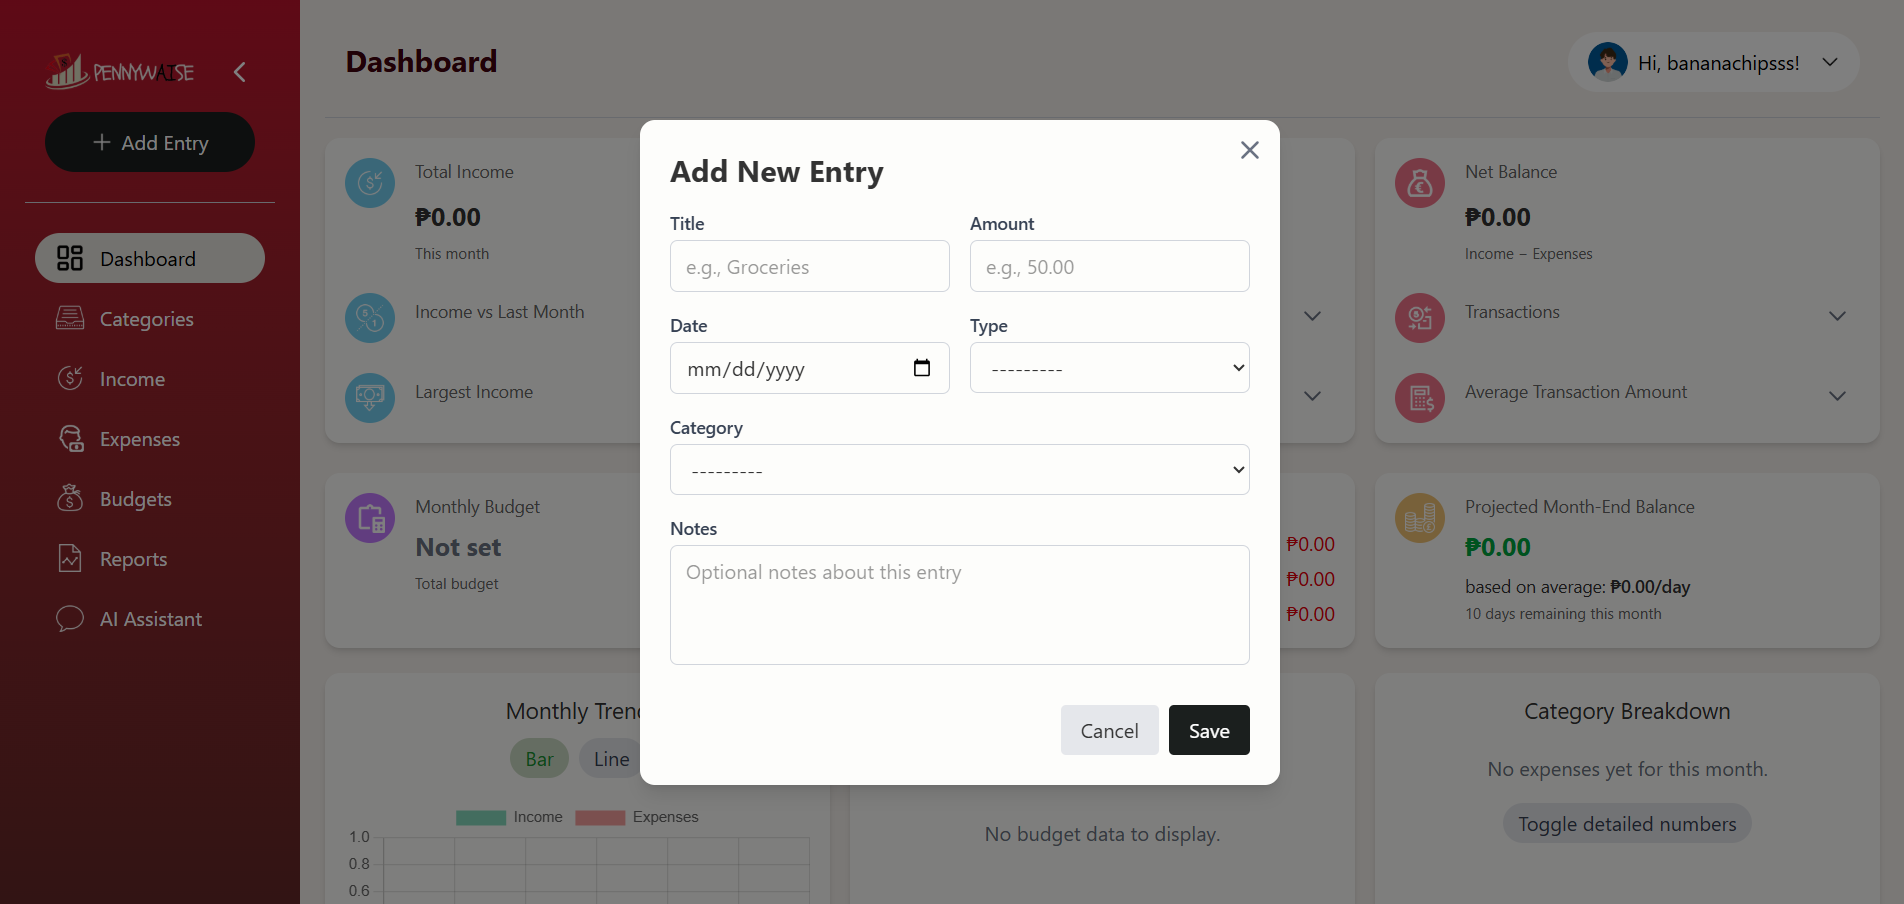 PENNYWAISE
Add Entry
Dashboard
Categories
Income
Expenses
Budgets
Reports
AI Assistant
Dashboard
Hi, bananachipsss!
Total Income
₱0.00
This month
Income vs Last Month
Largest Income
Net Balance
₱0.00
Income – Expenses
Transactions
Average Transaction Amount
Monthly Budget
Not set
Total budget
₱0.00
₱0.00
₱0.00
Projected Month-End Balance
₱0.00
based on average: ₱0.00/day
10 days remaining this month
Monthly Tren
Bar
Line
Income
Expenses
1.0
0.8
0.6
No budget data to display.
Category Breakdown
No expenses yet for this month.
Toggle detailed numbers
Add New Entry
Title
Amount
e.g., Groceries
e.g., 50.00
Date
Type
mm/dd/yyyy
---------
Category
---------
Notes
Optional notes about this entry
Cancel
Save